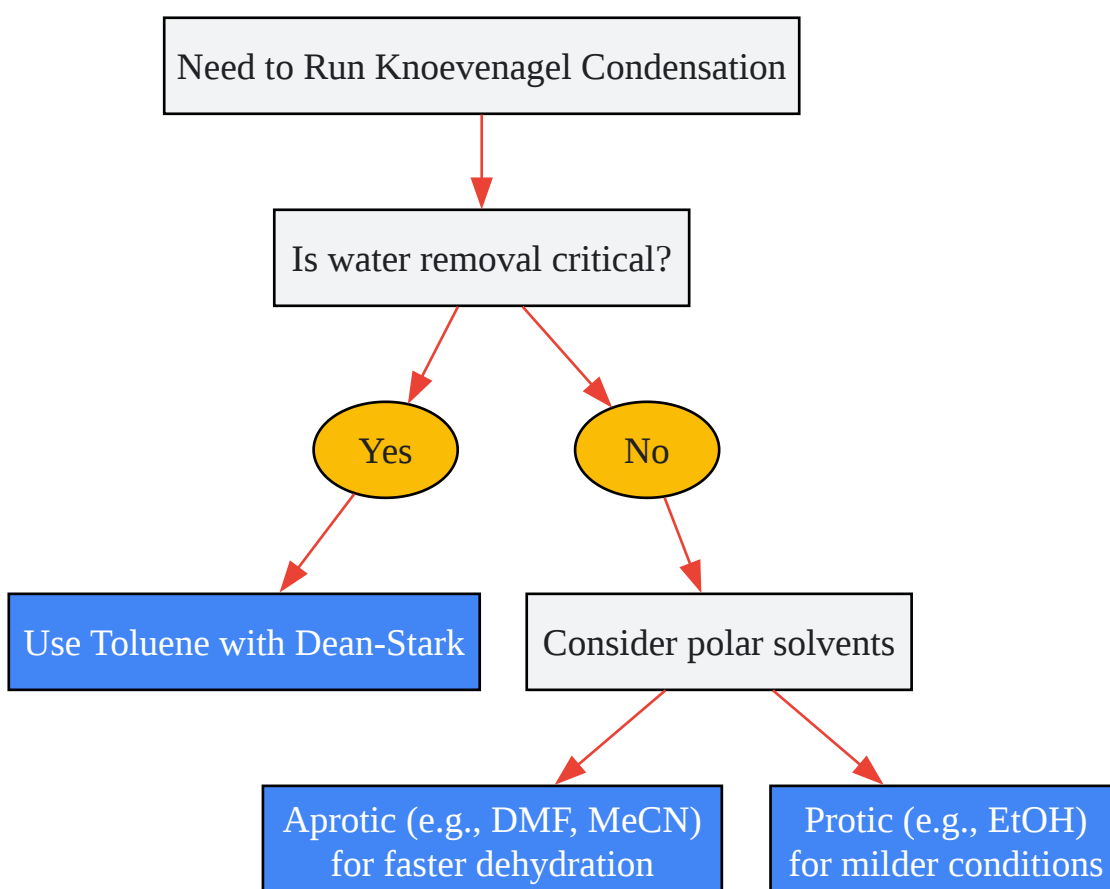 Need to Run Knoevenagel Condensation
Is water removal critical?
Yes
No
Use Toluene with Dean-Stark
Consider polar solvents
Aprotic (e.g., DMF, MeCN)
for faster dehydration
Protic (e.g., EtOH)
for milder conditions